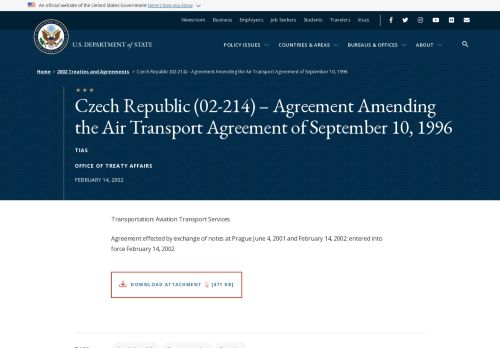 An official website of the United States Government Here's how you know
Newsroom Business Employees Job Seekers Students Travelers Visas
U.S. DEPARTMENT of STATE
POLICY ISSUES COUNTRIES & AREAS BUREAUS & OFFICES ABOUT
Home > 2002 Treaties and Agreements > Czech Republic (02-214) - Agreement Amending the Air Transport Agreement of September 10, 1996
Czech Republic (02-214) – Agreement Amending
the Air Transport Agreement of September 10, 1996
TIAS
OFFICE OF TREATY AFFAIRS
FEBRUARY 14, 2002
Transportation: Aviation Transport Services
Agreement effected by exchange of notes at Prague June 4, 2001 and February 14, 2002; entered into
force February 14, 2002.
DOWNLOAD ATTACHMENT [471 KB]